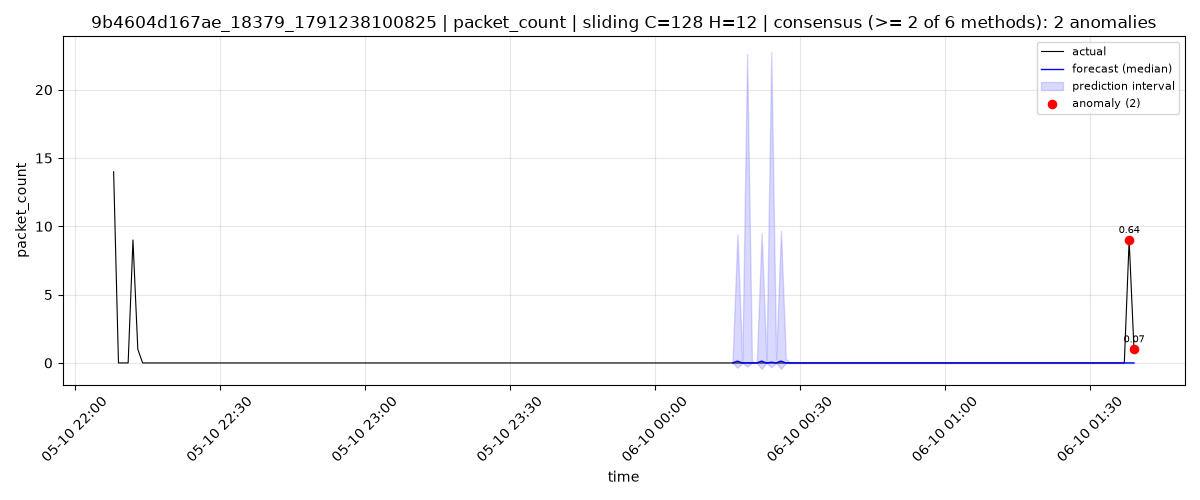 9b4604d167ae_18379_1791238100825 | packet_count | sliding C=128 H=12 | consensus (>= 2 of 6 methods): 2 anomalies
actual
forecast (median)
prediction interval
anomaly (2)
packet_count
20
15
10
5
0
0.64
0.07
05-10 22:00
05-10 22:30
05-10 23:00
05-10 23:30
06-10 00:00
06-10 00:30
06-10 01:00
06-10 01:30
time